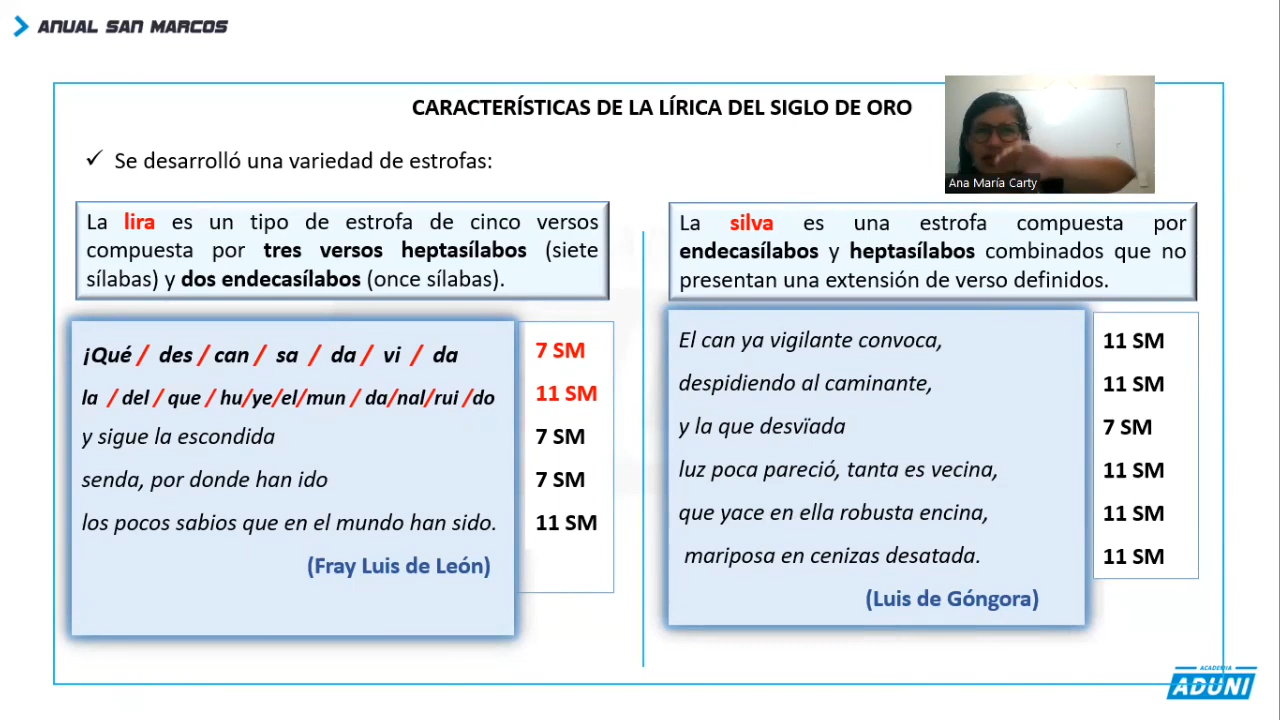 ANUAL SAN MARCOS
CARACTERÍSTICAS DE LA LÍRICA DEL SIGLO DE ORO
✓ Se desarrolló una variedad de estrofas:
Ana María Carty
La lira es un tipo de estrofa de cinco versos
compuesta por tres versos heptasílabos (siete
sílabas) y dos endecasílabos (once sílabas).
¡Qué / des / can / sa / da / vi / da
7 SM
la / del / que / hu/ye/el/mun / da/nal/rui /do
11 SM
y sigue la escondida
7 SM
senda, por donde han ido
7 SM
los pocos sabios que en el mundo han sido.
11 SM
(Fray Luis de León)
La silva es una estrofa compuesta por
endecasílabos y heptasílabos combinados que no
presentan una extensión de verso definidos.
El can ya vigilante convoca,
11 SM
despidiendo al caminante,
11 SM
y la que desvïada
7 SM
luz poca pareció, tanta es vecina,
11 SM
que yace en ella robusta encina,
11 SM
mariposa en cenizas desatada.
11 SM
(Luis de Góngora)
ACADEMIA
ADUNI